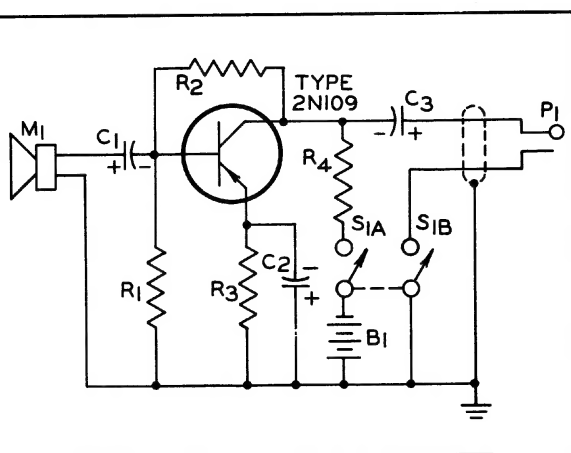 R2
TYPE
2N109
C3
P1
M1
C1
+ -
- +
R4
S1A
S1B
R1
R3
C2
-
+
B1